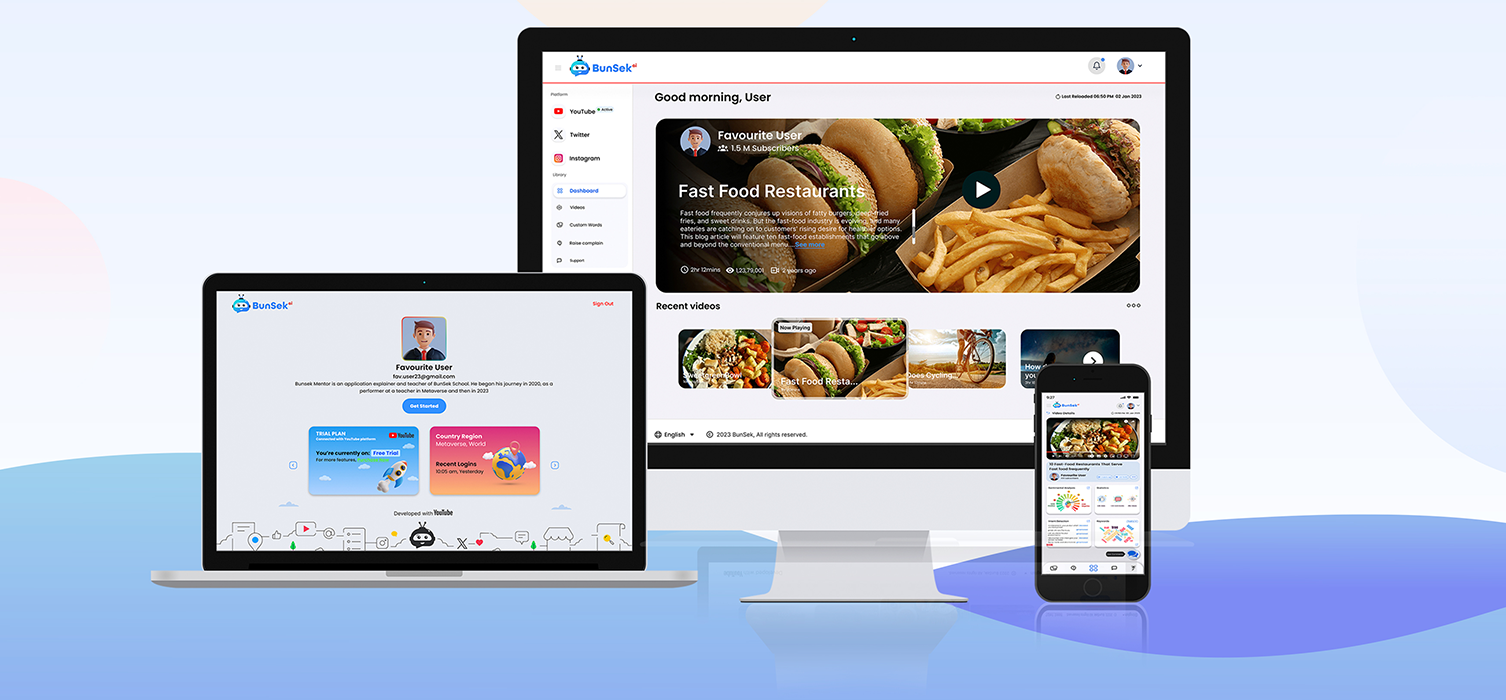 BunSek ai
Good morning, User
Last Reloaded 06:50 PM 02 Jan 2023
Platform
YouTube Active
Twitter
Instagram
Library
Dashboard
Videos
Custom Words
Raise complain
Support
Favourite User
1.5 M Subscribers
Fast Food Restaurants
Fast food frequently conjures up visions of fatty burgers, deep-fried
fries, and sweet drinks. But the fast-food industry is evolving, and many
eateries are catching on to customers' rising desire for healthier options.
This blog article will feature ten fast-food establishments that go above
and beyond the conventional menu.... See more
2hr 12mins 1,23,79,001 2 years ago
Recent videos
Now Playing
Fast Food Resta...
Does Cycling...
How
you
English
2023 BunSek, All rights reserved.
BunSek ai
Sign Out
Favourite User
fav.user23@gmail.com
Bunsek Mentor is an application explainer and teacher of BunSek School. He began his journey in 2020, as a
performer at a teacher in Metaverse and then in 2023
Get Started
TRIAL PLAN
YouTube
Connected with YouTube platform
You're currently on: Free Trial
For more features,
Country Region
Metaverse, World
Recent Logins
10:05 am, Yesterday
Developed with YouTube
9:27
BunSek
Video Details
10 Fast-Food Restaurants That Serve
Fast food frequently
Favourite User
Keywords